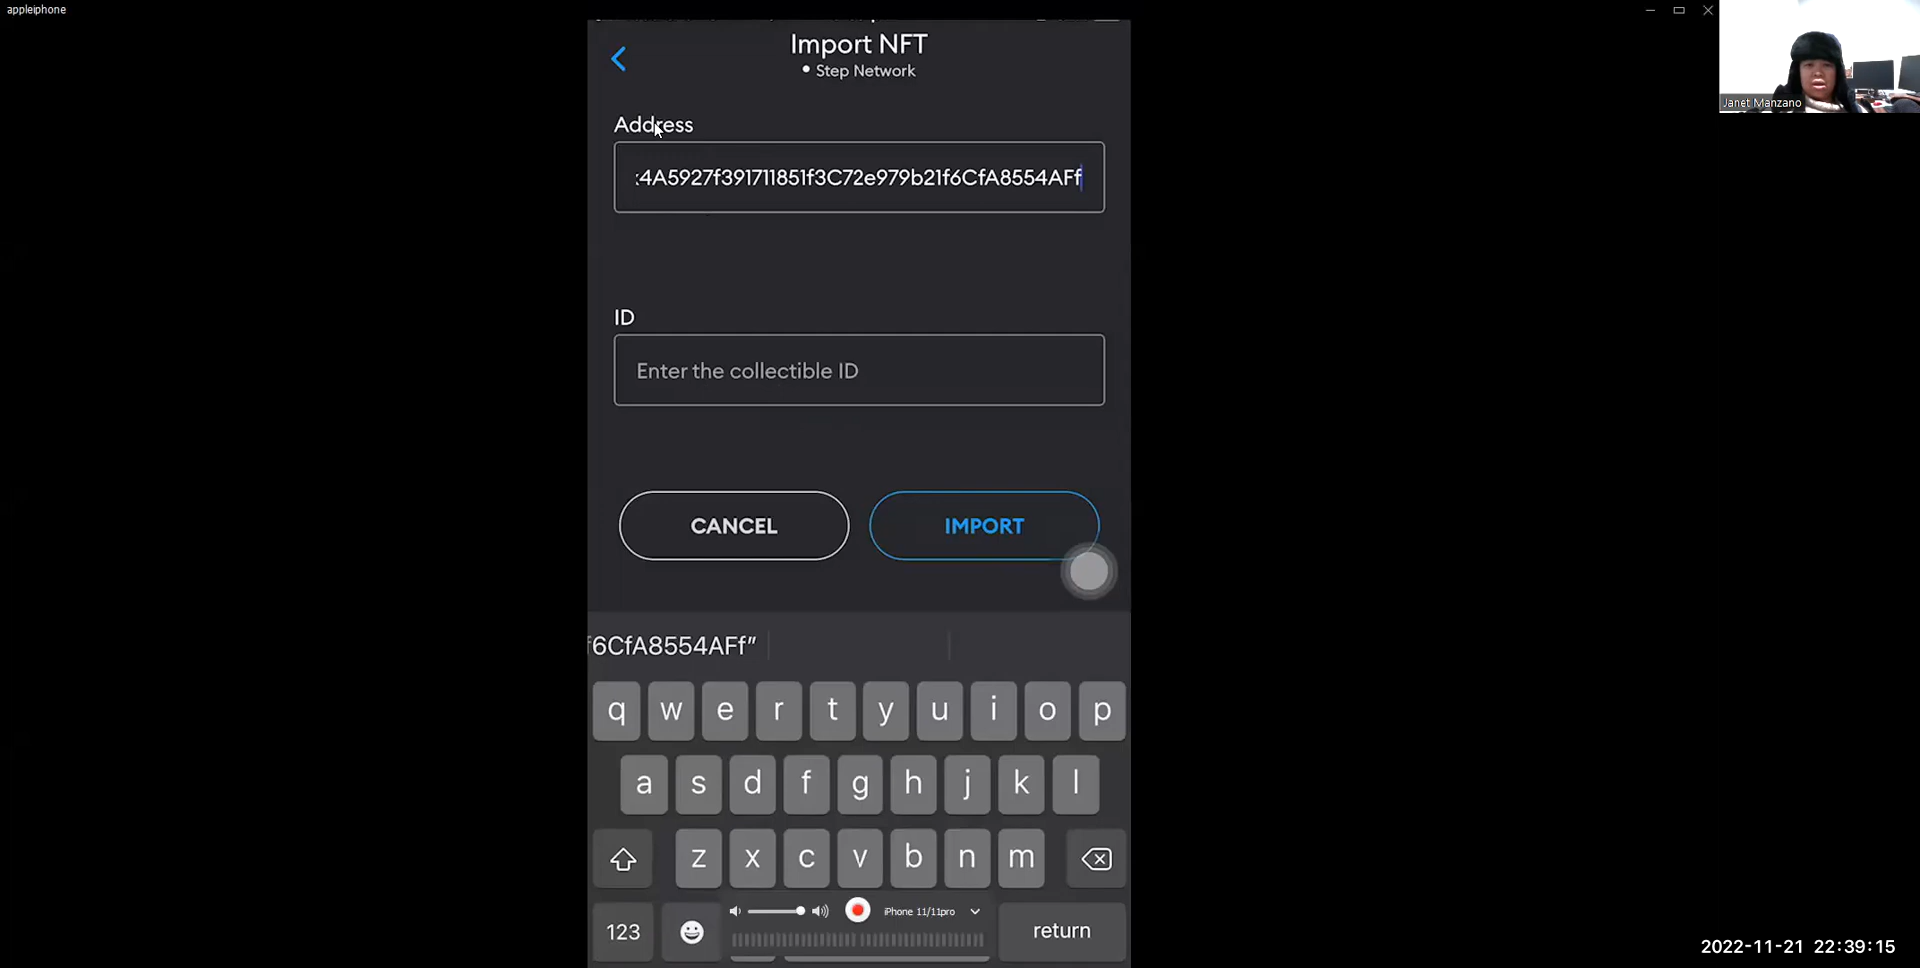 appleiphone
Import NFT
Step Network
Janet Manzano
Address
:4A5927f391711851f3C72e979b21f6CfA8554AFf
ID
Enter the collectible ID
CANCEL
IMPORT
f6CfA8554AFf"
q w e r t y u i o p
a s d f g h j k l
z x c v b n m
iPhone 11/11pro
123
return
2022-11-21 22:39:15